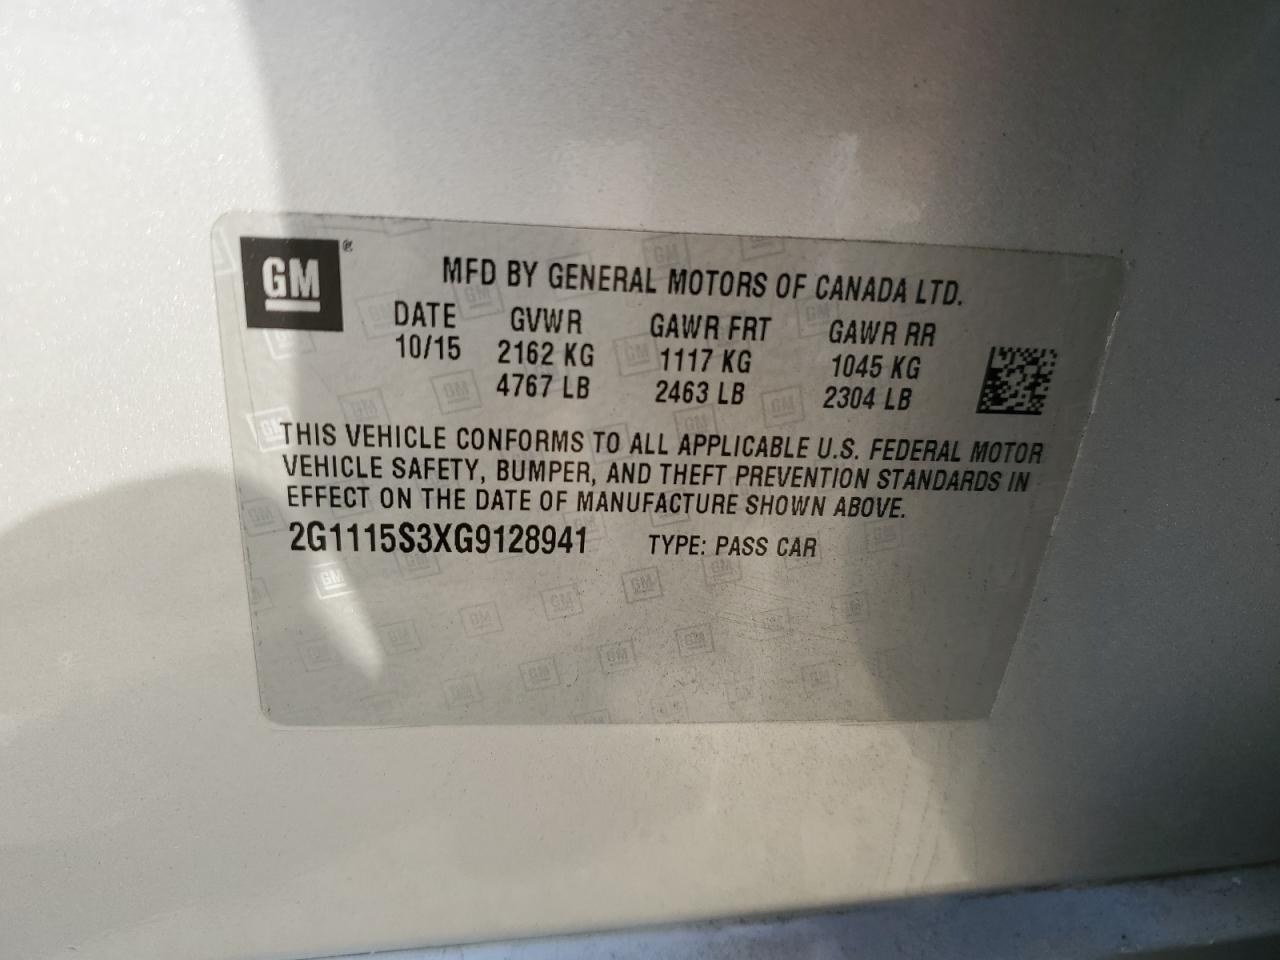 GM®
MFD BY GENERAL MOTORS OF CANADA LTD.
DATE GVWR GAWR FRT GAWR RR
10/15 2162 KG 1117 KG 1045 KG
4767 LB 2463 LB 2304 LB
THIS VEHICLE CONFORMS TO ALL APPLICABLE U.S. FEDERAL MOTOR
VEHICLE SAFETY, BUMPER, AND THEFT PREVENTION STANDARDS IN
EFFECT ON THE DATE OF MANUFACTURE SHOWN ABOVE.
2G1115S3XG9128941 TYPE: PASS CAR